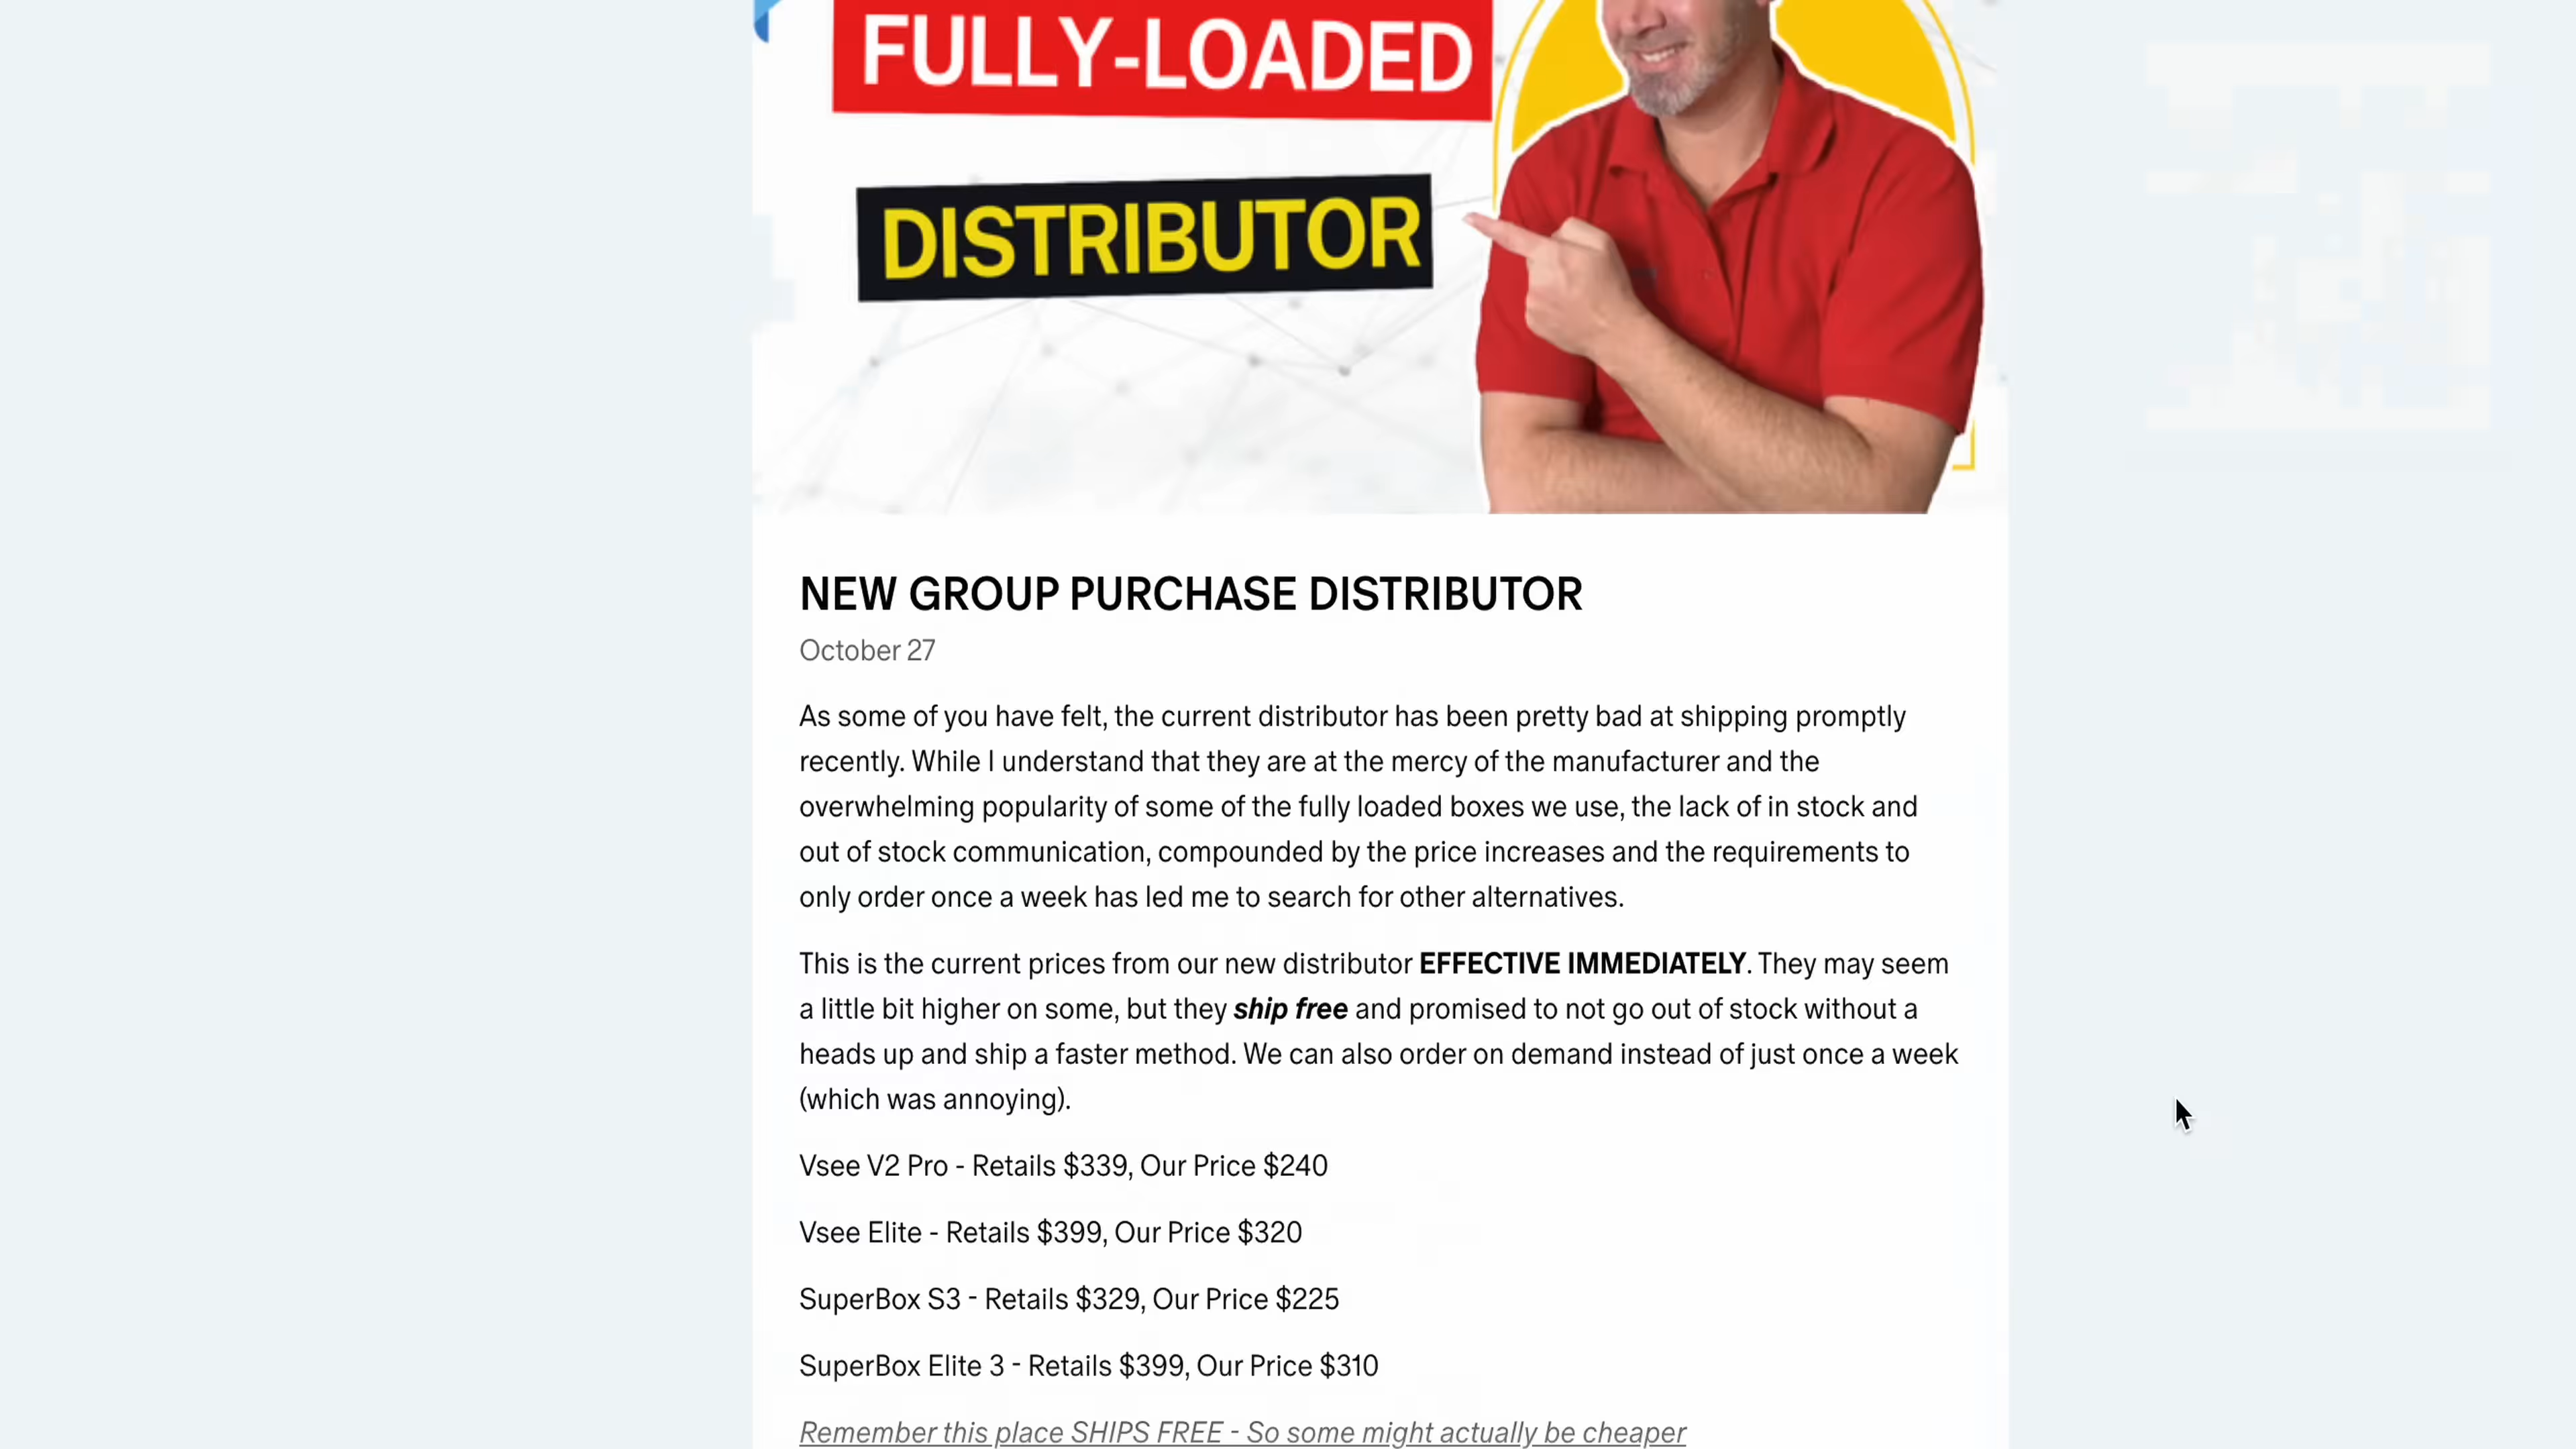 FULLY-LOADED
DISTRIBUTOR
NEW GROUP PURCHASE DISTRIBUTOR
October 27
As some of you have felt, the current distributor has been pretty bad at shipping promptly
recently. While I understand that they are at the mercy of the manufacturer and the
overwhelming popularity of some of the fully loaded boxes we use, the lack of in stock and
out of stock communication, compounded by the price increases and the requirements to
only order once a week has led me to search for other alternatives.
This is the current prices from our new distributor EFFECTIVE IMMEDIATELY. They may seem
a little bit higher on some, but they ship free and promised to not go out of stock without a
heads up and ship a faster method. We can also order on demand instead of just once a week
(which was annoying).
Vsee V2 Pro - Retails $339, Our Price $240
Vsee Elite - Retails $399, Our Price $320
SuperBox S3 - Retails $329, Our Price $225
SuperBox Elite 3 - Retails $399, Our Price $310
Remember this place SHIPS FREE - So some might actually be cheaper